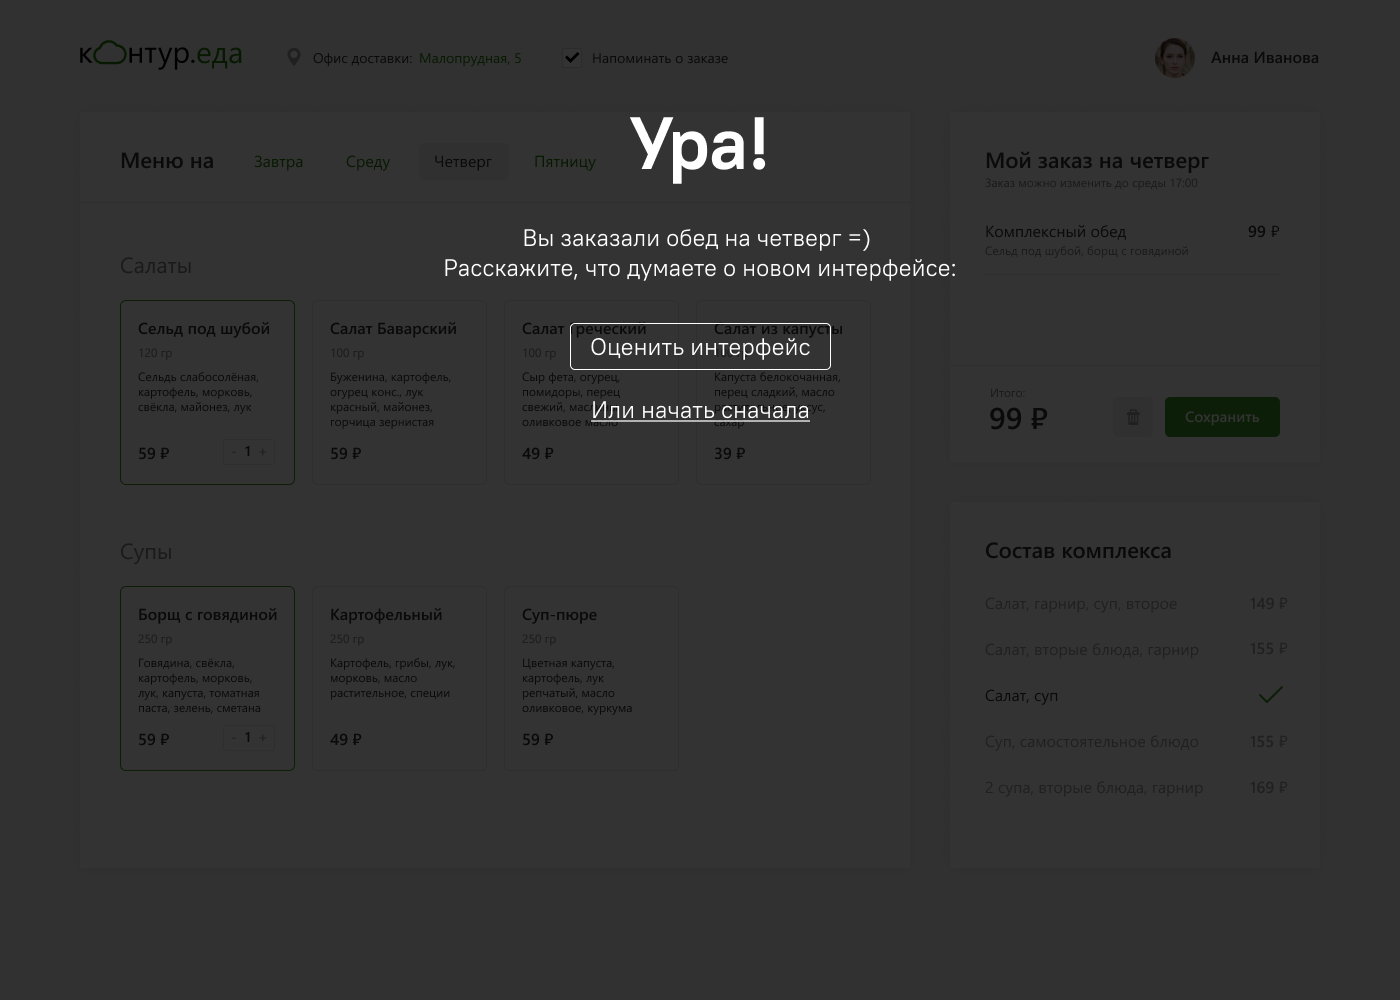 контур.еда
Офис доставки: Малопрудная, 5
Напоминать о заказе
Анна Иванова
Ура!
Вы заказали обед на четверг =)
Расскажите, что думаете о новом интерфейсе:
Оценить интерфейс
Или начать сначала
Меню на
Завтра
Среду
Четверг
Пятницу
Салаты
Сельд под шубой
120 гр
Сельдь слабосолёная,
картофель, морковь,
свёкла, майонез, лук
59 ₽
- 1 +
Салат Баварский
100 гр
Буженина, картофель,
огурец конс., лук
красный, майонез,
горчица зернистая
59 ₽
Салат греческий
100 гр
Сыр фета, огурец,
помидоры, перец
свежий,
оливковое масло
49 ₽
Салат из капусты
Капуста белокочанная,
перец сладкий, масло
сахар
39 ₽
Супы
Борщ с говядиной
250 гр
Говядина, свёкла,
картофель, морковь,
лук, капуста, томатная
паста, зелень, сметана
59 ₽
- 1 +
Картофельный
250 гр
Картофель, грибы, лук,
морковь, масло
растительное, специи
49 ₽
Суп-пюре
250 гр
Цветная капуста,
картофель, лук
репчатый, масло
оливковое, куркума
59 ₽
Мой заказ на четверг
Заказ можно изменить до среды 17:00
Комплексный обед
99 ₽
Сельд под шубой, борщ с говядиной
Итого:
99 ₽
Сохранить
Состав комплекса
Салат, гарнир, суп, второе
149 ₽
Салат, вторые блюда, гарнир
155 ₽
Салат, суп
Суп, самостоятельное блюдо
155 ₽
2 супа, вторые блюда, гарнир
169 ₽